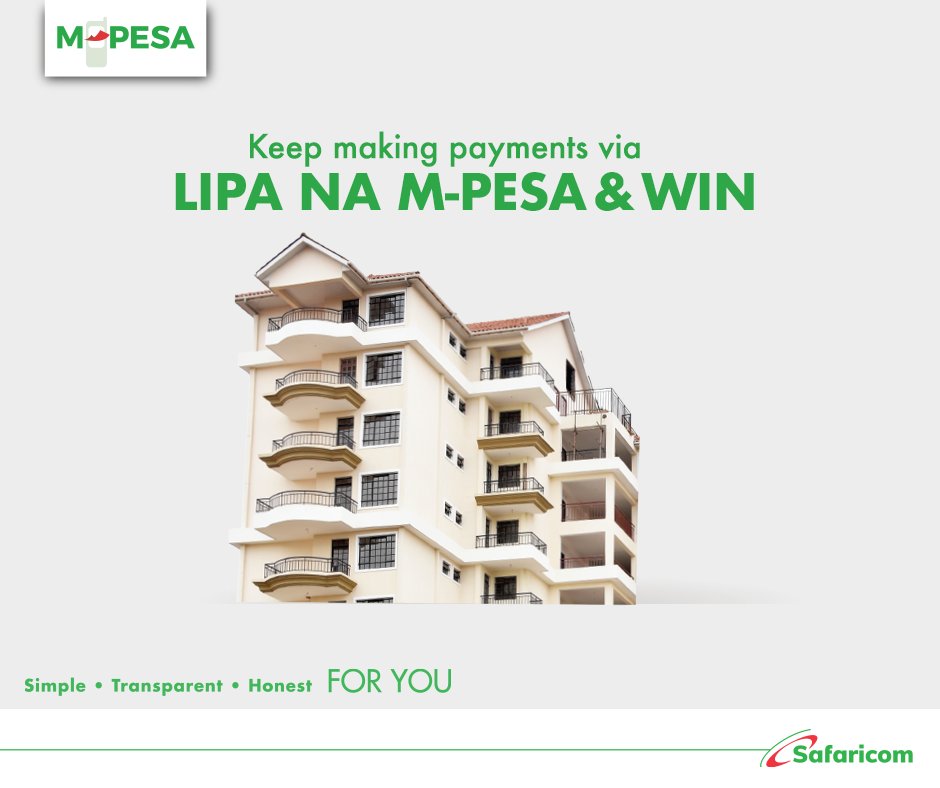 M-PESA
Keep making payments via
LIPA NA M-PESA & WIN
Simple • Transparent • Honest FOR YOU
Safaricom